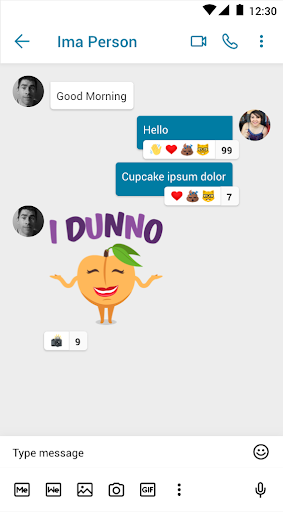 12:30
Ima Person
Good Morning
Hello
99
Cupcake ipsum dolor
7
I DUNNO
9
Type message
Me We GIF